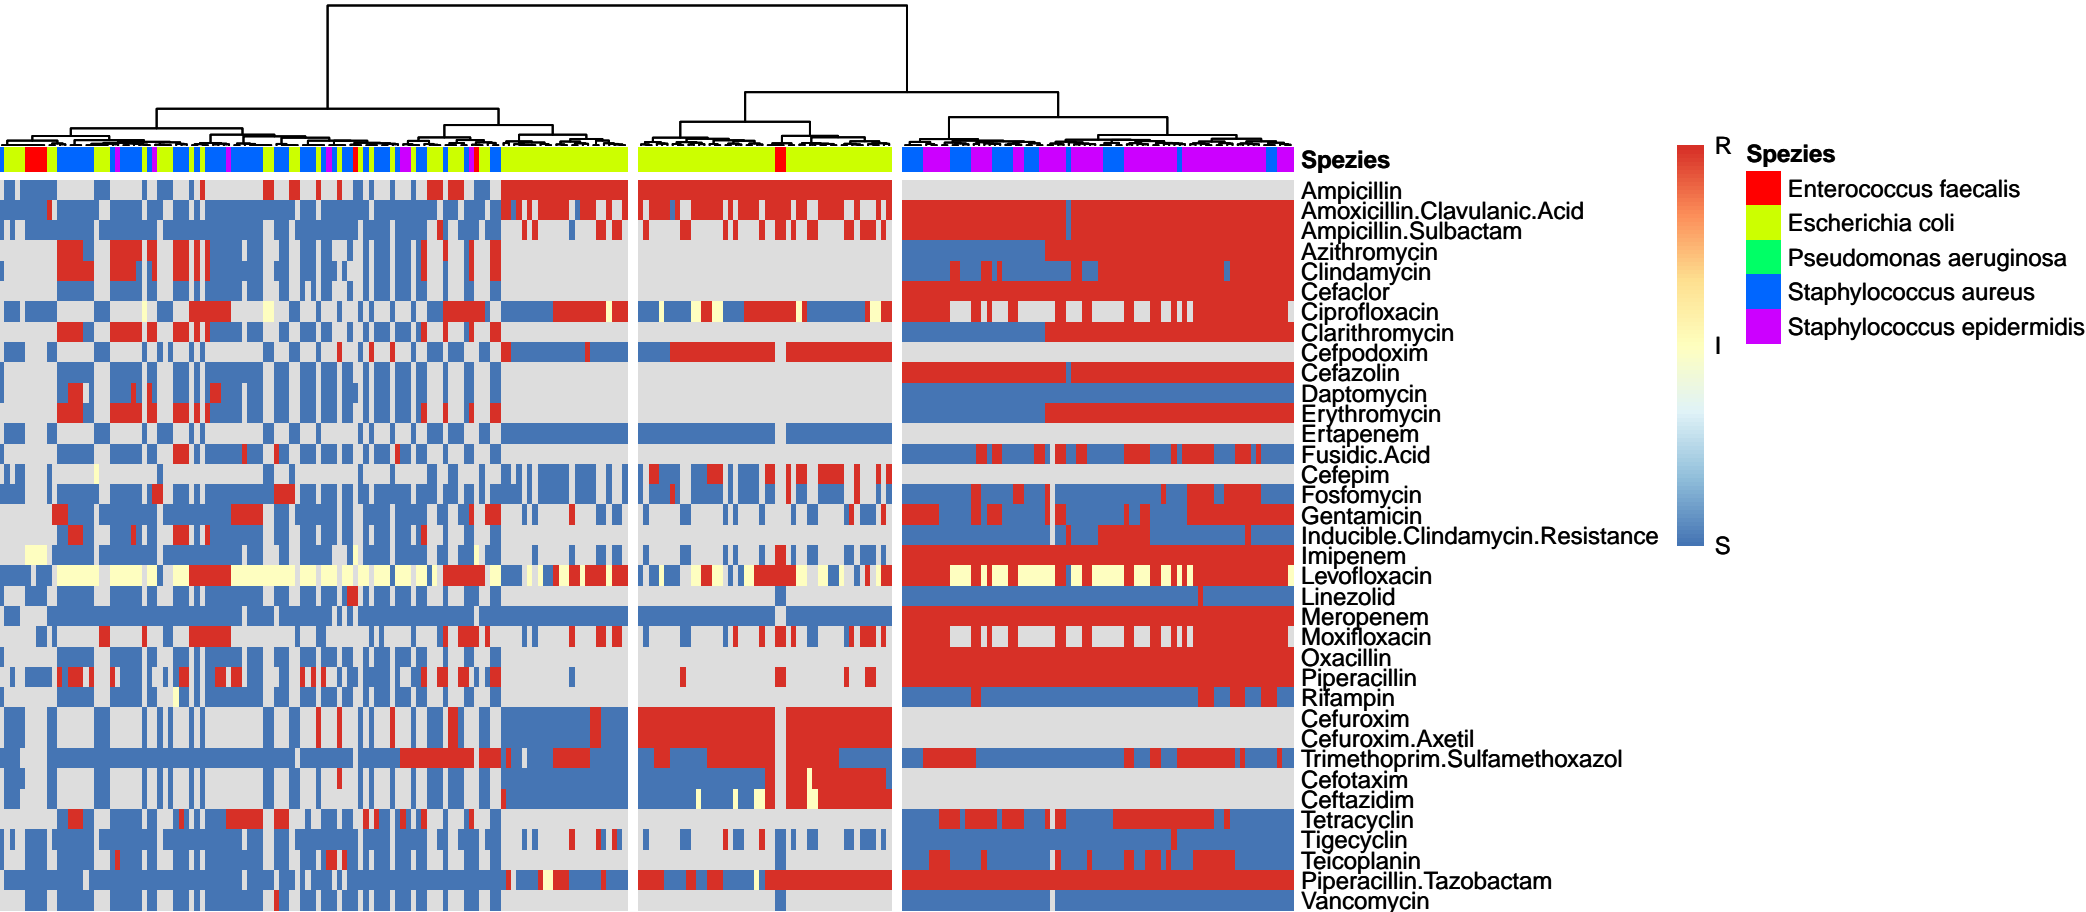 Spezies
Ampicillin
Amoxicillin.Clavulanic.Acid
Ampicillin.Sulbactam
Azithromycin
Clindamycin
Cefaclor
Ciprofloxacin
Clarithromycin
Cefpodoxim
Cefazolin
Daptomycin
Erythromycin
Ertapenem
Fusidic.Acid
Cefepim
Fosfomycin
Gentamicin
Inducible.Clindamycin.Resistance
Imipenem
Levofloxacin
Linezolid
Meropenem
Moxifloxacin
Oxacillin
Piperacillin
Rifampin
Cefuroxim
Cefuroxim.Axetil
Trimethoprim.Sulfamethoxazol
Cefotaxim
Ceftazidim
Tetracyclin
Tigecyclin
Teicoplanin
Piperacillin.Tazobactam
Vancomycin
R
I
S
Spezies
Enterococcus faecalis
Escherichia coli
Pseudomonas aeruginosa
Staphylococcus aureus
Staphylococcus epidermidis